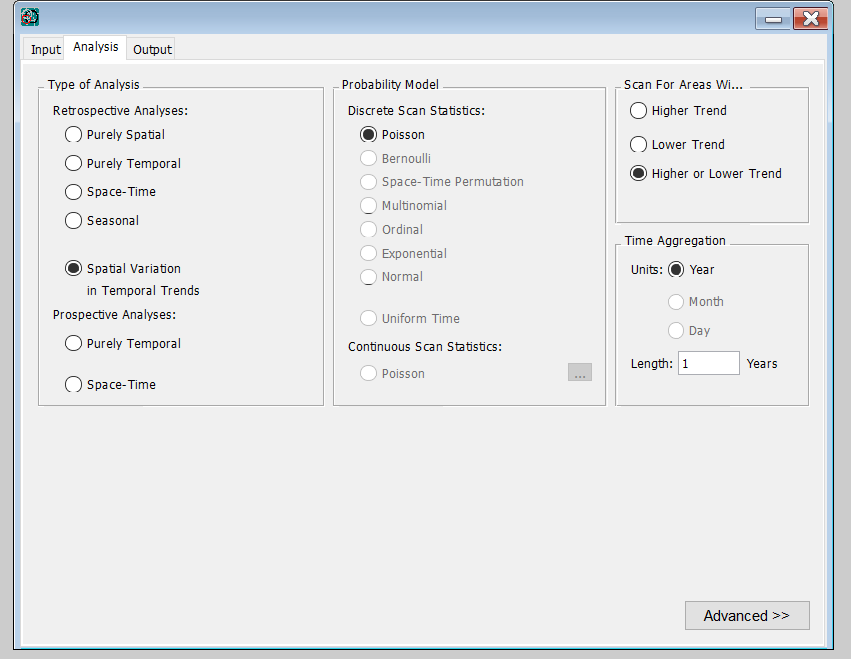 Input Analysis Output
Type of Analysis
Retrospective Analyses:
Purely Spatial
Purely Temporal
Space-Time
Seasonal
Spatial Variation
in Temporal Trends
Prospective Analyses:
Purely Temporal
Space-Time
Probability Model
Discrete Scan Statistics:
Poisson
Bernoulli
Space-Time Permutation
Multinomial
Ordinal
Exponential
Normal
Uniform Time
Continuous Scan Statistics:
Poisson
...
Scan For Areas Wi...
Higher Trend
Lower Trend
Higher or Lower Trend
Time Aggregation
Units: Year
Month
Day
Length: 1 Years
Advanced >>